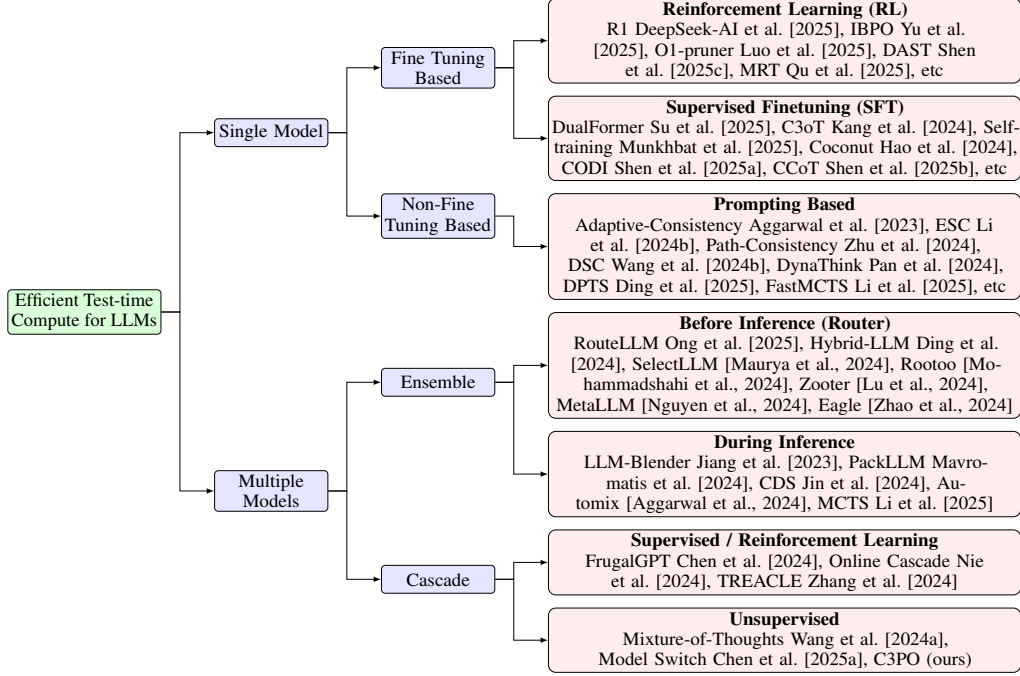 Efficient Test-time
Compute for LLMs
Single Model
Fine Tuning
Based
Reinforcement Learning (RL)
R1 DeepSeek-AI et al. [2025], IBPO Yu et al.
[2025], O1-pruner Luo et al. [2025], DAST Shen
et al. [2025c], MRT Qu et al. [2025], etc
Supervised Finetuning (SFT)
DualFormer Su et al. [2025], C3oT Kang et al. [2024], Self-
training Munkhbat et al. [2025], Coconut Hao et al. [2024],
CODI Shen et al. [2025a], CCoT Shen et al. [2025b], etc
Non-Fine
Tuning Based
Prompting Based
Adaptive-Consistency Aggarwal et al. [2023], ESC Li
et al. [2024b], Path-Consistency Zhu et al. [2024],
DSC Wang et al. [2024b], DynaThink Pan et al. [2024],
DPTS Ding et al. [2025], FastMCTS Li et al. [2025], etc
Multiple
Models
Ensemble
Before Inference (Router)
RouteLLM Ong et al. [2025], Hybrid-LLM Ding et al.
[2024], SelectLLM [Maurya et al., 2024], Rootoo [Mo-
hammadshahi et al., 2024], Zooter [Lu et al., 2024],
MetaLLM [Nguyen et al., 2024], Eagle [Zhao et al., 2024]
During Inference
LLM-Blender Jiang et al. [2023], PackLLM Mavro-
matis et al. [2024], CDS Jin et al. [2024], Au-
tomix [Aggarwal et al., 2024], MCTS Li et al. [2025]
Cascade
Supervised / Reinforcement Learning
FrugalGPT Chen et al. [2024], Online Cascade Nie
et al. [2024], TREACLE Zhang et al. [2024]
Unsupervised
Mixture-of-Thoughts Wang et al. [2024a],
Model Switch Chen et al. [2025a], C3PO (ours)